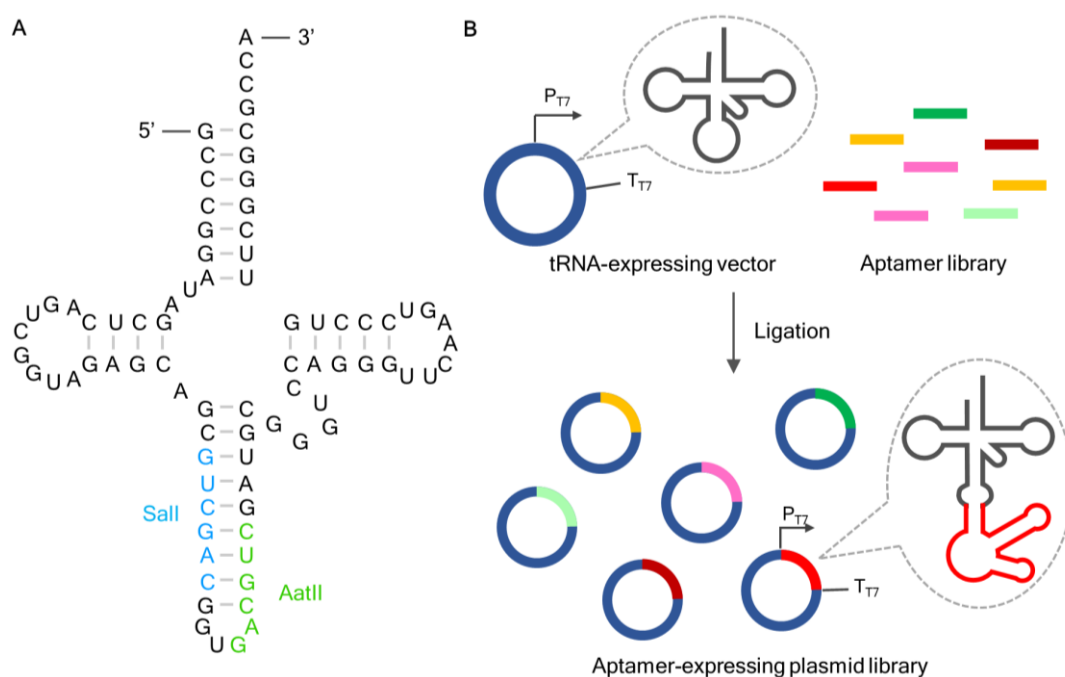 A
B
A — 3'
C
C
G
5' — G C
C G
C G
C G
G C
G U
A U
U
A
U G A C U C G
C
G
G U A G A G C
A
G U C C C U G
A
A
C
C A G G G U U
C
U
G
G
G
G C
C G
G U
U A
C G
G C
A U
C G
G C
G A
U G
SalI
AatII
P T7
T T7
tRNA-expressing vector
Aptamer library
Ligation
P T7
T T7
Aptamer-expressing plasmid library